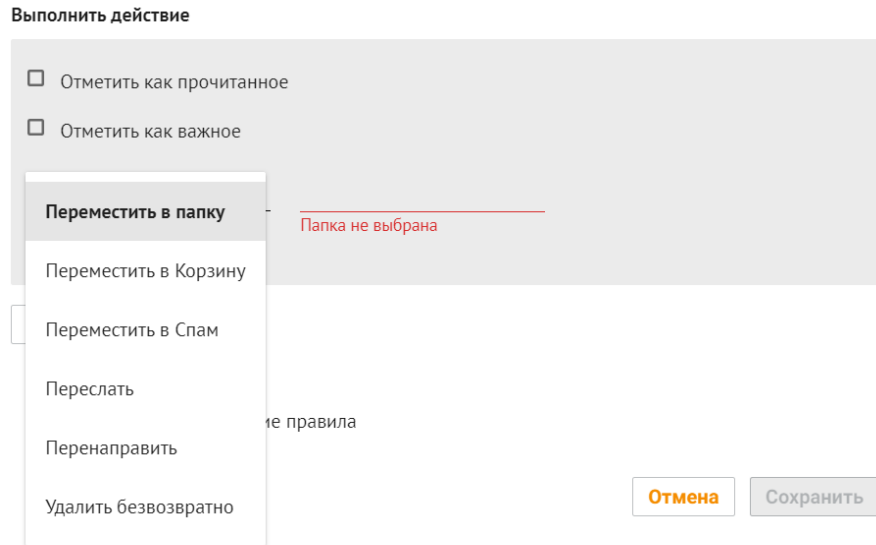 Выполнить действие
Отметить как прочитанное
Отметить как важное
Переместить в папку
Папка не выбрана
Переместить в Корзину
Переместить в Спам
Переслать
правила
Перенаправить
Отмена
Сохранить
Удалить безвозвратно